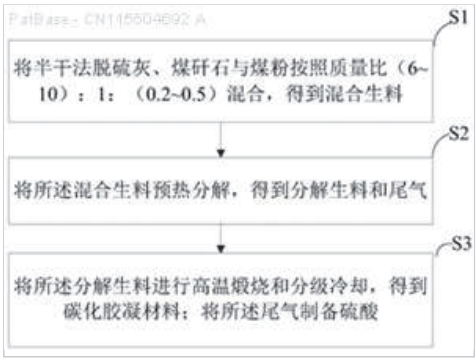 PatBase - CN115504692 A
S1
将半干法脱硫灰、煤矸石与煤粉按照质量比（6~
10）：1：（0.2~0.5）混合，得到混合生料
S2
将所述混合生料预热分解，得到分解生料和尾气
S3
将所述分解生料进行高温煅烧和分级冷却，得到
碳化胶凝材料；将所述尾气制备硫酸